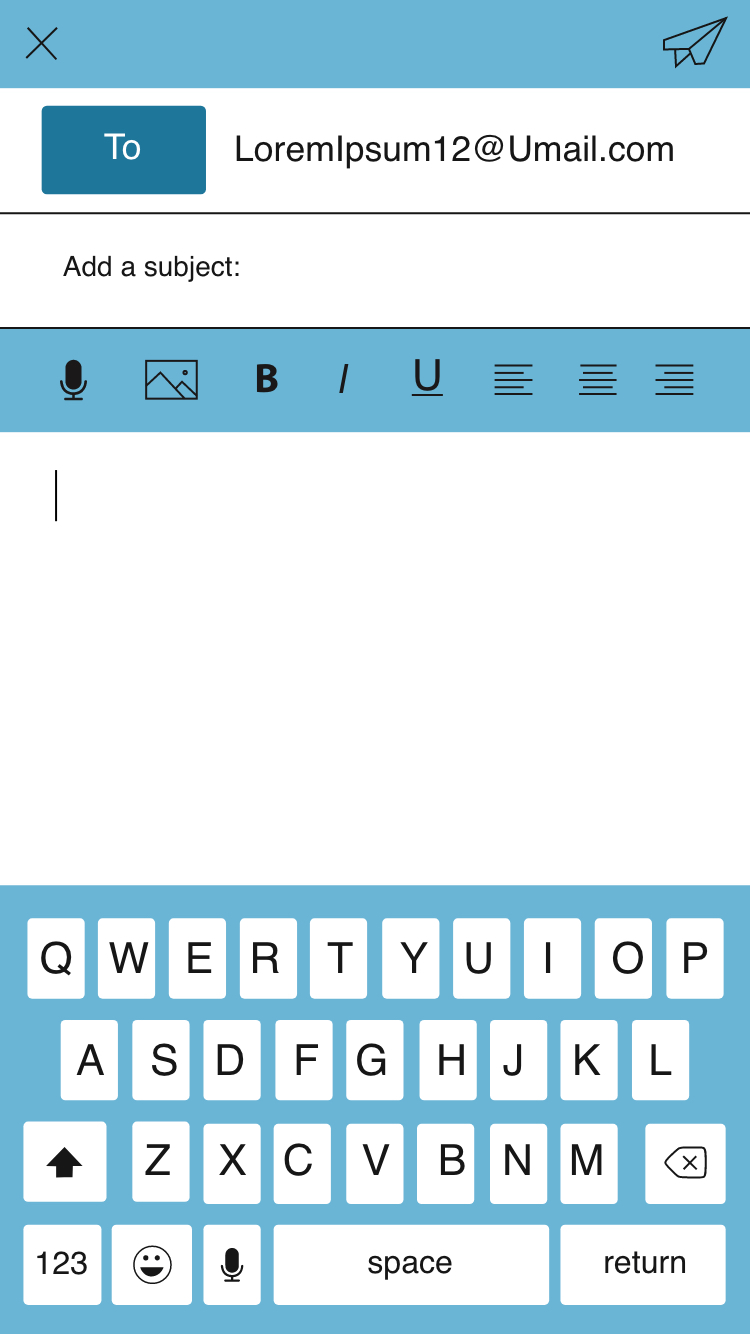 To LoremIpsum12@Umail.com
Add a subject:
B I U
Q W E R T Y U I O P
A S D F G H J K L
Z X C V B N M
123 space return